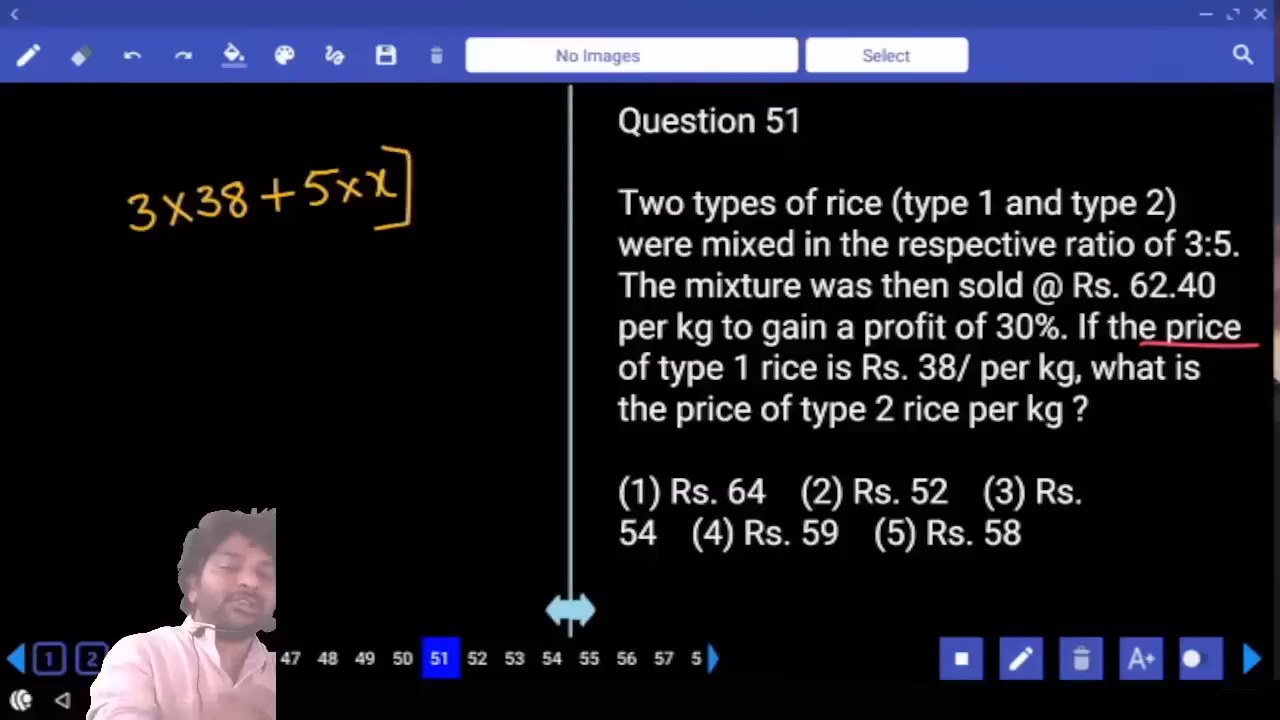 No Images
Select
3x38+5xx]
Question 51
Two types of rice (type 1 and type 2)
were mixed in the respective ratio of 3:5.
The mixture was then sold @ Rs. 62.40
per kg to gain a profit of 30%. If the price
of type 1 rice is Rs. 38/ per kg, what is
the price of type 2 rice per kg ?
(1) Rs. 64 (2) Rs. 52 (3) Rs.
54 (4) Rs. 59 (5) Rs. 58
1 2 47 48 49 50 51 52 53 54 55 56 57 5
A+